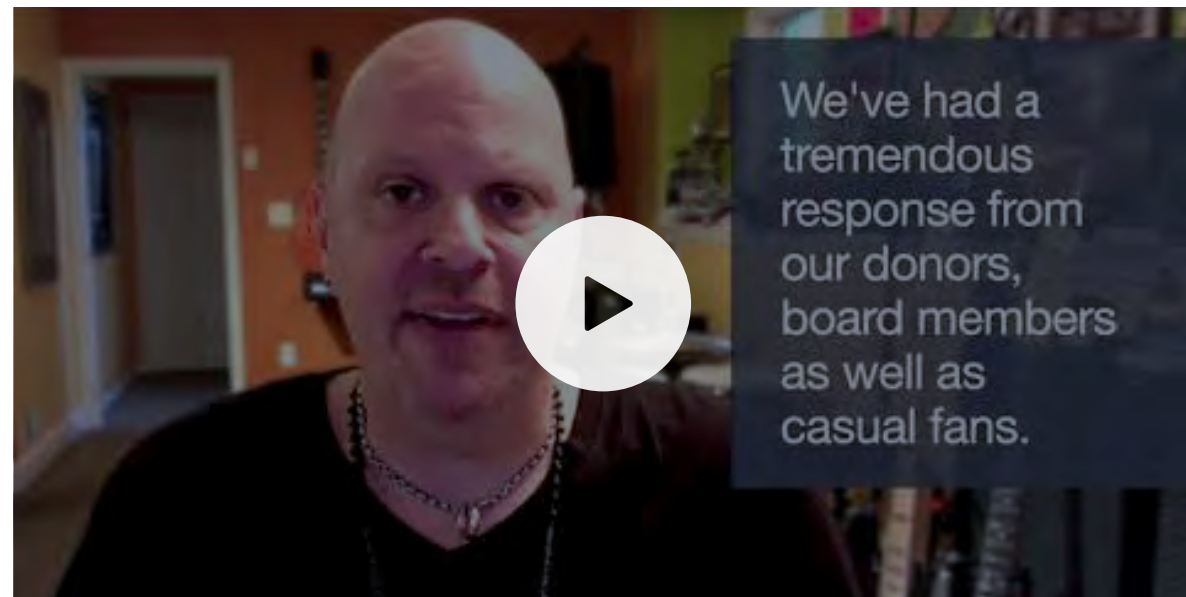 We've had a
tremendous
response from
our donors,
board members
as well as
casual fans.